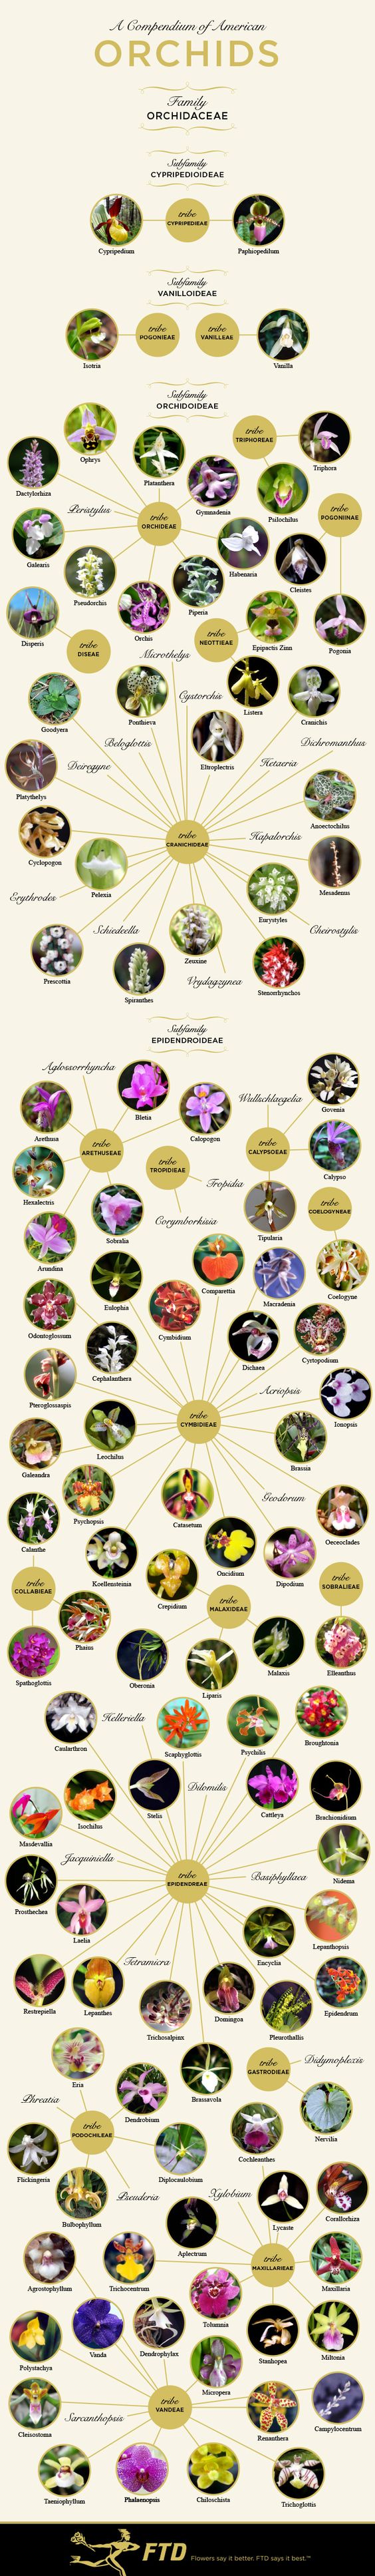 A Compendium of American
ORCHIDS
Family
ORCHIDACEAE
Subfamily
CYPRIPEDIOIDEAE
tribe
CYPRIPEDIEAE
Cypripedium
Paphiopedilum
Subfamily
VANILLOIDEAE
tribe
POGONIEAE
tribe
VANILLEAE
Isotria
Vanilla
Subfamily
ORCHIDOIDEAE
tribe
TRIPHOREAE
Ophrys
Triphora
Platanthera
Dactylorhiza
Peristylus
Gymnadenia
Psilochilus
tribe
POGONIINAE
tribe
ORCHIDEAE
Galearis
Habenaria
Cleistes
Pseudorchis
Piperia
Orchis
Disperis
tribe
DISEAE
tribe
NEOTTIEAE
Epipactis Zinn
Pogonia
Microthelys
Cystorchis
Listera
Goodyera
Ponthieva
Cranichis
Beloglottis
Dichromanthus
Deiregyne
Eltroplectris
Hetaeria
Platythelys
Anoectochilus
tribe
CRANICHIDEAE
Hapalorchis
Cyclopogon
Pelexia
Mesadenus
Erythrodes
Eurystyles
Schiedeella
Cheirostylis
Zeuxine
Prescottia
Vrydagzynea
Spiranthes
Stenorrhynchos
Subfamily
EPIDENDROIDEAE
Aglossorrhyncha
Wullschlaegelia
Govenia
Bletia
Arethusa
Calopogon
tribe
ARETHUSEAE
tribe
CALYPSOEAE
tribe
TROPIDIEAE
Calypso
Hexalectris
Tropidia
tribe
COELOGYNEAE
Corymborkisia
Sobralia
Tipularia
Arundina
Comparettia
Coelogyne
Eulophia
Macradenia
Odontoglossum
Cymbidium
Cyrtopodium
Dichaea
Cephalanthera
Acriopsis
Pteroglossaspis
Ionopsis
tribe
CYMBIDIEAE
Leochilus
Brassia
Galeandra
Geodorum
Psychopsis
Catasetum
Oeceoclades
Calanthe
Oncidium
Koellensteinia
Dipodium
tribe
COLLABIEAE
Crepidium
tribe
MALAXIDEAE
tribe
SOBRALIEAE
Phaius
Malaxis
Elleanthus
Spathoglottis
Oberonia
Liparis
Helleriella
Caularthron
Scaphyglottis
Psychilis
Broughtonia
Dilomilis
Stelis
Cattleya
Brachionidium
Isochilus
Masdevallia
Jacquiniella
Basiphyllaea
Nidema
tribe
EPIDENDREAE
Prosthechea
Laelia
Lepanthopsis
Tetramicra
Encyclia
Restrepiella
Lepanthes
Domingoa
Epidendrum
Trichosalpinx
Pleurothallis
Didymoplexis
tribe
GASTRODIEAE
Eria
Brassavola
Phreatia
Dendrobium
Nervilia
tribe
PODOCHILEAE
Cochleanthes
Flickingeria
Diplocaulobium
Pseuderia
Xylobium
Bulbophyllum
Lycaste
Corallorhiza
Aplectrum
tribe
MAXILLARIEAE
Agrostophyllum
Trichocentrum
Maxillaria
Tolumnia
Vanda
Dendrophylax
Stanhopea
Miltonia
Polystachya
Micropera
tribe
VANDEAE
Sarcanthopsis
Campylocentrum
Cleisostoma
Renanthera
Taeniophyllum
Phalaenopsis
Chiloschista
Trichoglottis
FTD
Flowers say it better. FTD says it best.™